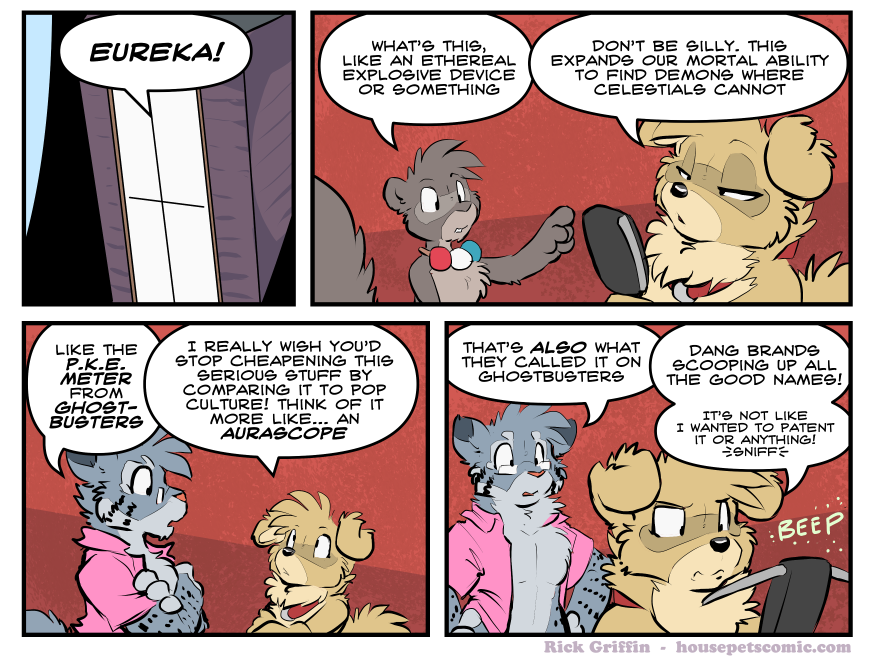 EUREKA!
WHAT'S THIS,
LIKE AN ETHEREAL
EXPLOSIVE DEVICE
OR SOMETHING
DON'T BE SILLY. THIS
EXPANDS OUR MORTAL ABILITY
TO FIND DEMONS WHERE
CELESTIALS CANNOT
LIKE THE
P.K.E.
METER
FROM
GHOST-
BUSTERS
I REALLY WISH YOU'D
STOP CHEAPENING THIS
SERIOUS STUFF BY
COMPARING IT TO POP
CULTURE! THINK OF IT
MORE LIKE... AN
AURASCOPE
THAT'S ALSO WHAT
THEY CALLED IT ON
GHOSTBUSTERS
DANG BRANDS
SCOOPING UP ALL
THE GOOD NAMES!
IT'S NOT LIKE
I WANTED TO PATENT
IT OR ANYTHING!
-SNIFF-
BEEP
Rick Griffin - housepetscomic.com